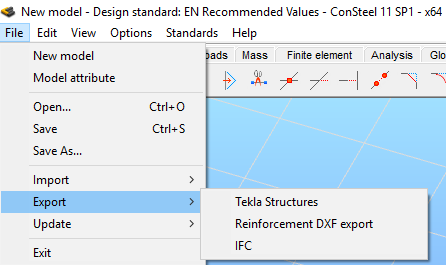 New model - Design standard: EN Recommended Values - ConSteel 11 SP1 - x64
File Edit View Options Standards Help
Mass Finite element Analysis
New model
Model attribute
Open... Ctrl+O
Save Ctrl+S
Save As...
Import
Export
Tekla Structures
Update
Reinforcement DXF export
IFC
Exit